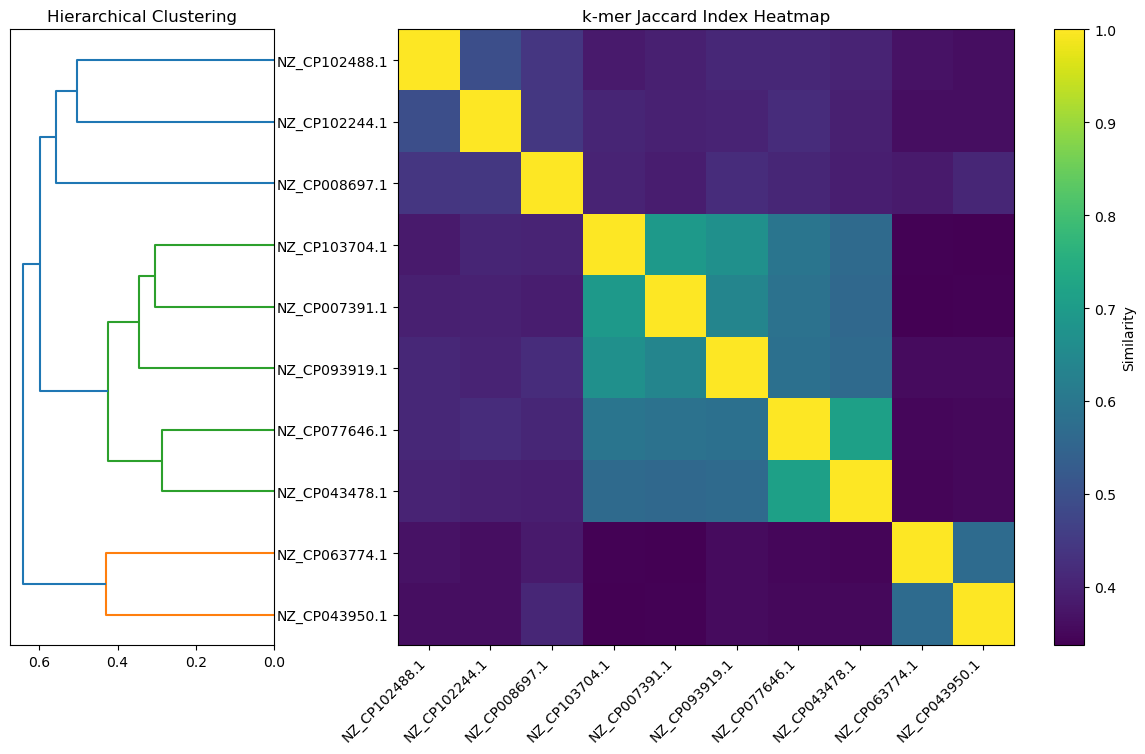 Hierarchical Clustering
k-mer Jaccard Index Heatmap
NZ_CP102488.1
NZ_CP102244.1
NZ_CP008697.1
NZ_CP103704.1
NZ_CP007391.1
NZ_CP093919.1
NZ_CP077646.1
NZ_CP043478.1
NZ_CP063774.1
NZ_CP043950.1
0.6 0.4 0.2 0.0
NZ_CP102488.1
NZ_CP102244.1
NZ_CP008697.1
NZ_CP103704.1
NZ_CP007391.1
NZ_CP093919.1
NZ_CP077646.1
NZ_CP043478.1
NZ_CP063774.1
NZ_CP043950.1
1.0
0.9
0.8
0.7
0.6
0.5
0.4
Similarity